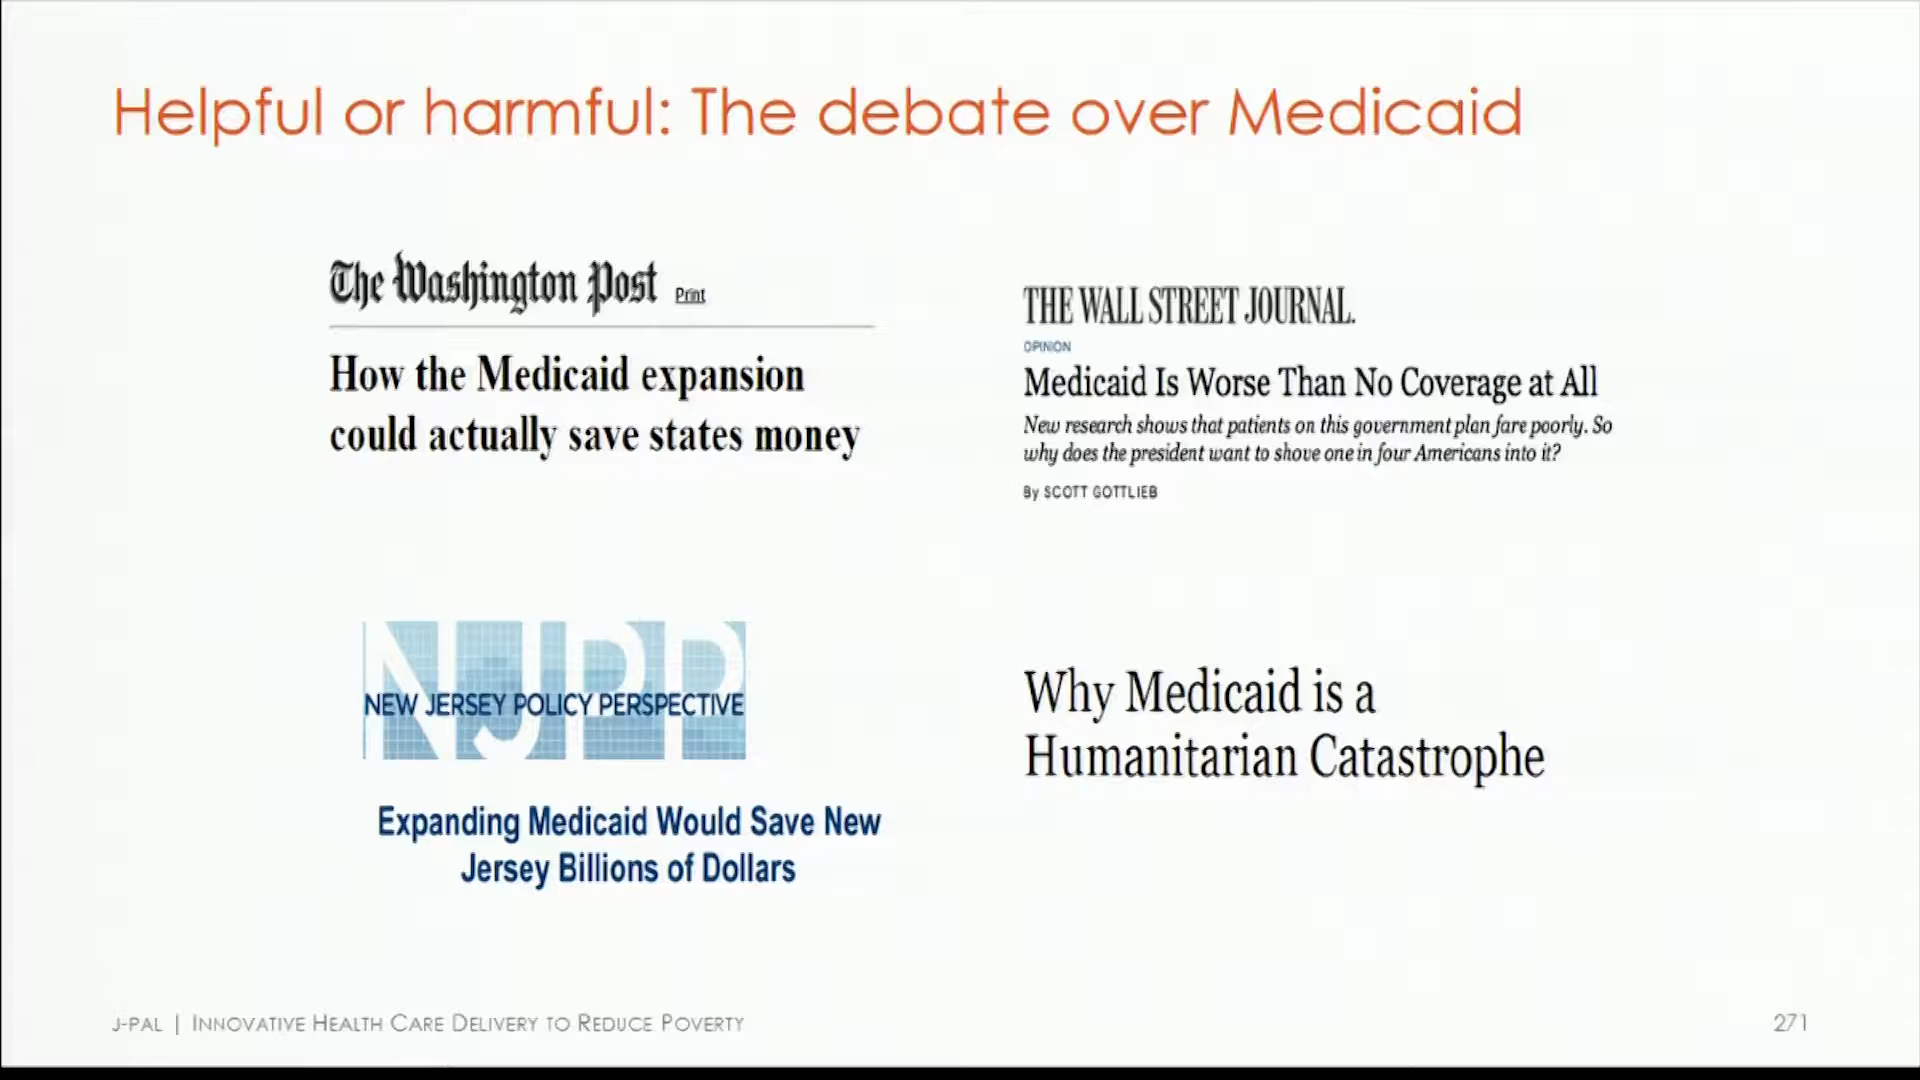 Helpful or harmful: The debate over Medicaid
The Washington Post Print
How the Medicaid expansion
could actually save states money
THE WALL STREET JOURNAL.
OPINION
Medicaid Is Worse Than No Coverage at All
New research shows that patients on this government plan fare poorly. So
why does the president want to shove one in four Americans into it?
By SCOTT GOTTLIEB
NJPP
NEW JERSEY POLICY PERSPECTIVE
Expanding Medicaid Would Save New
Jersey Billions of Dollars
Why Medicaid is a
Humanitarian Catastrophe
J-PAL | INNOVATIVE HEALTH CARE DELIVERY TO REDUCE POVERTY
271